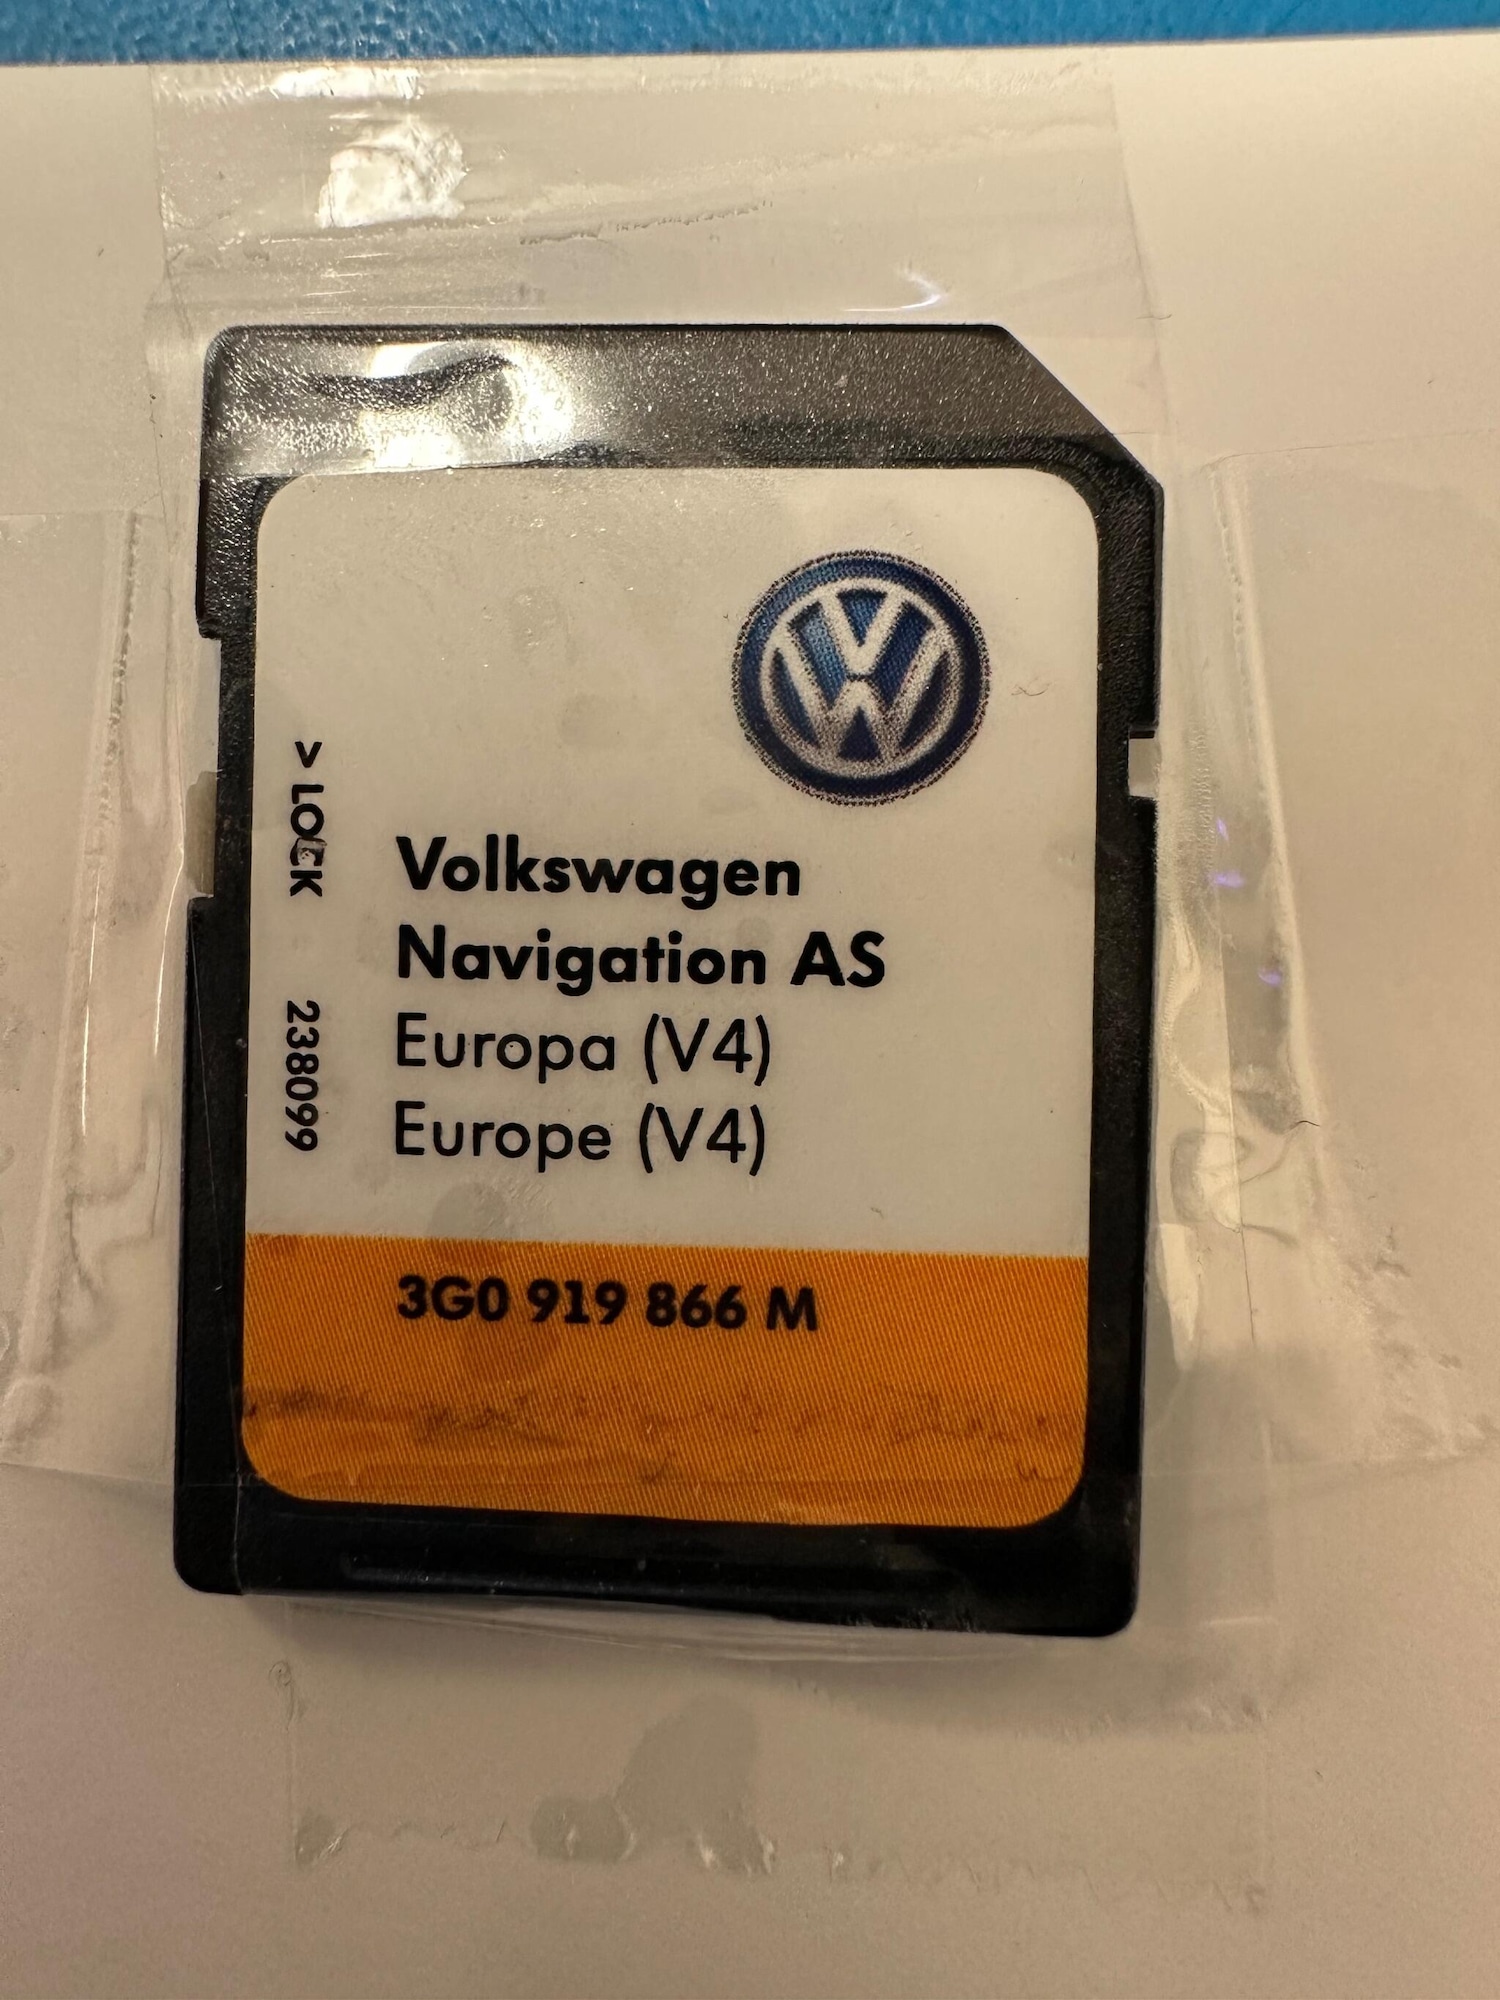 > LOCK
238099
Volkswagen
Navigation AS
Europa (V4)
Europe (V4)
3G0 919 866 M